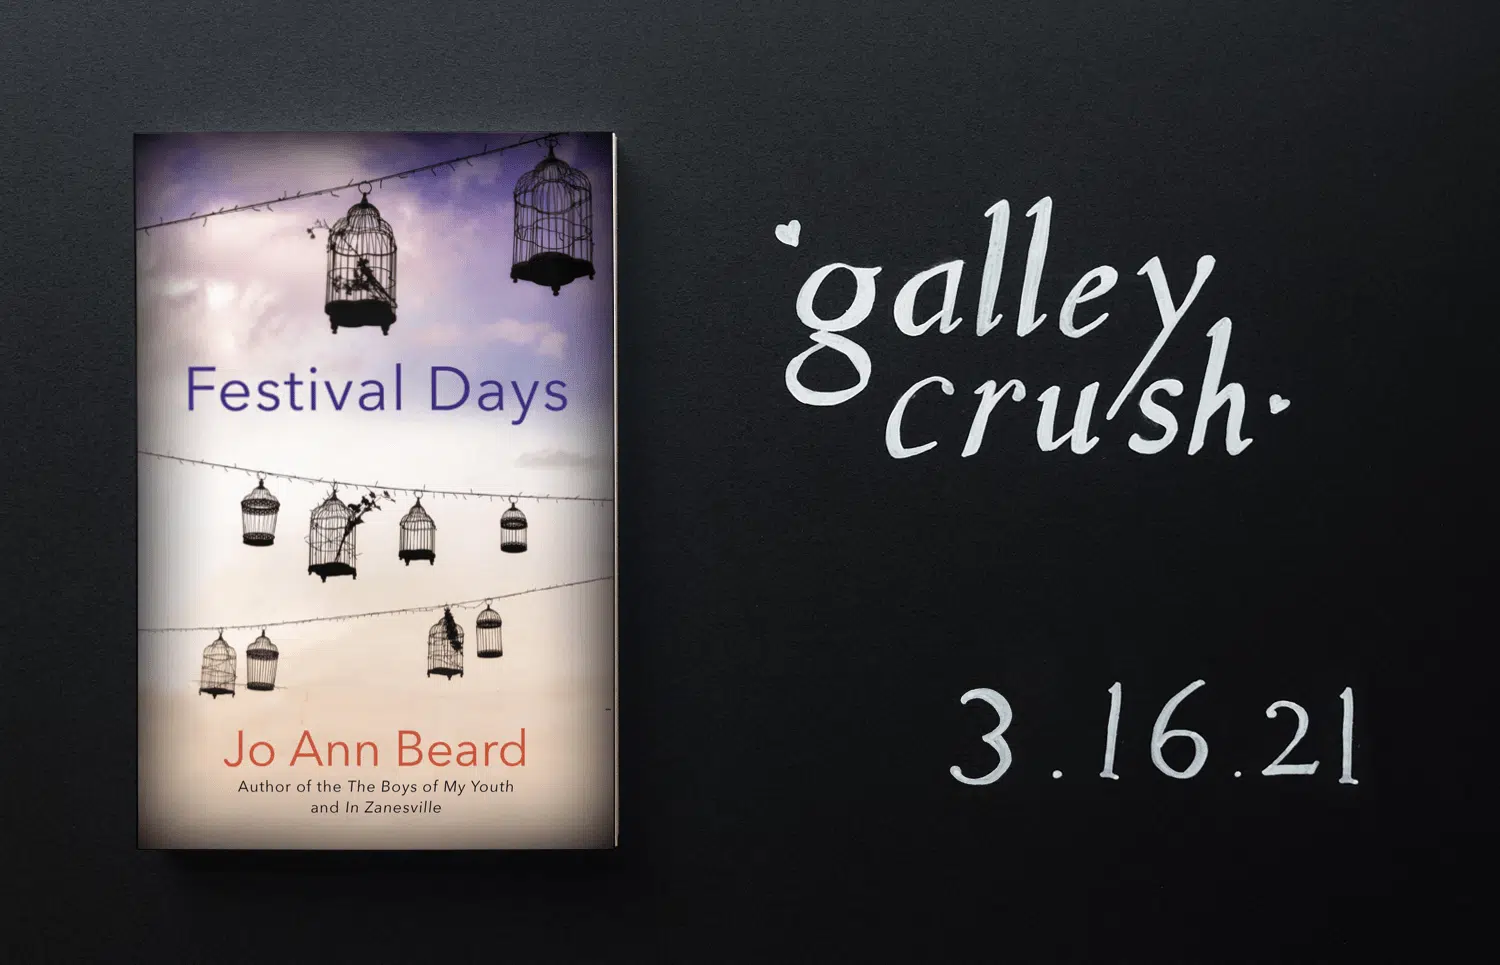 Festival Days
Jo Ann Beard
Author of the The Boys of My Youth
and In Zanesville
galley
crush
3.16.21